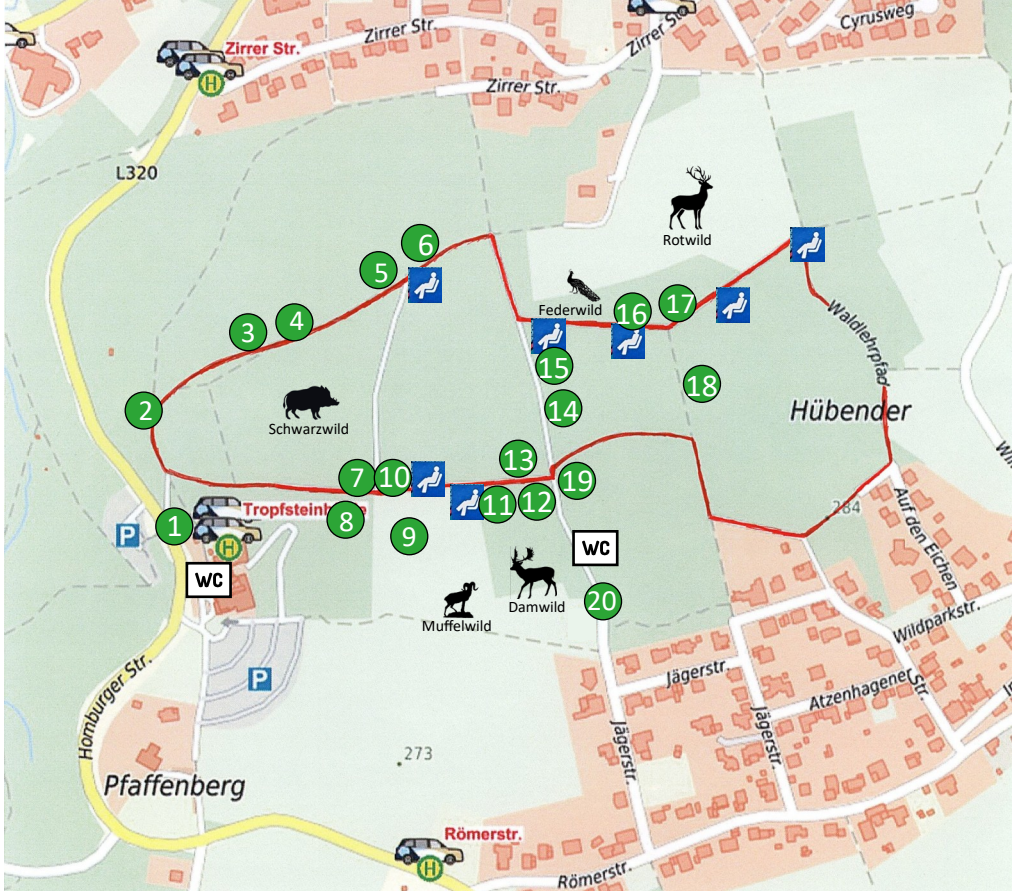 Cyrusweg
Zirrer Str.
Zirrer Str.
Zirrer Str.
Zirrer Str.
H
L320
Rotwild
6
5
Federwild
16
17
4
3
15
18
Waldlehrpfad
2
14
Schwarzwild
Hübender
13
7
10
19
11
12
Tropfsteinh
8
284
1
P
9
H
WC
WC
Auf den Eichen
Damwild
20
Muffelwild
Wildparkstr.
P
Jägerstr.
Homburger Str.
Atzenhagener Str.
Jägerstr.
Jägerstr.
273
Pfaffenberg
Römerstr.
H
Römerstr.